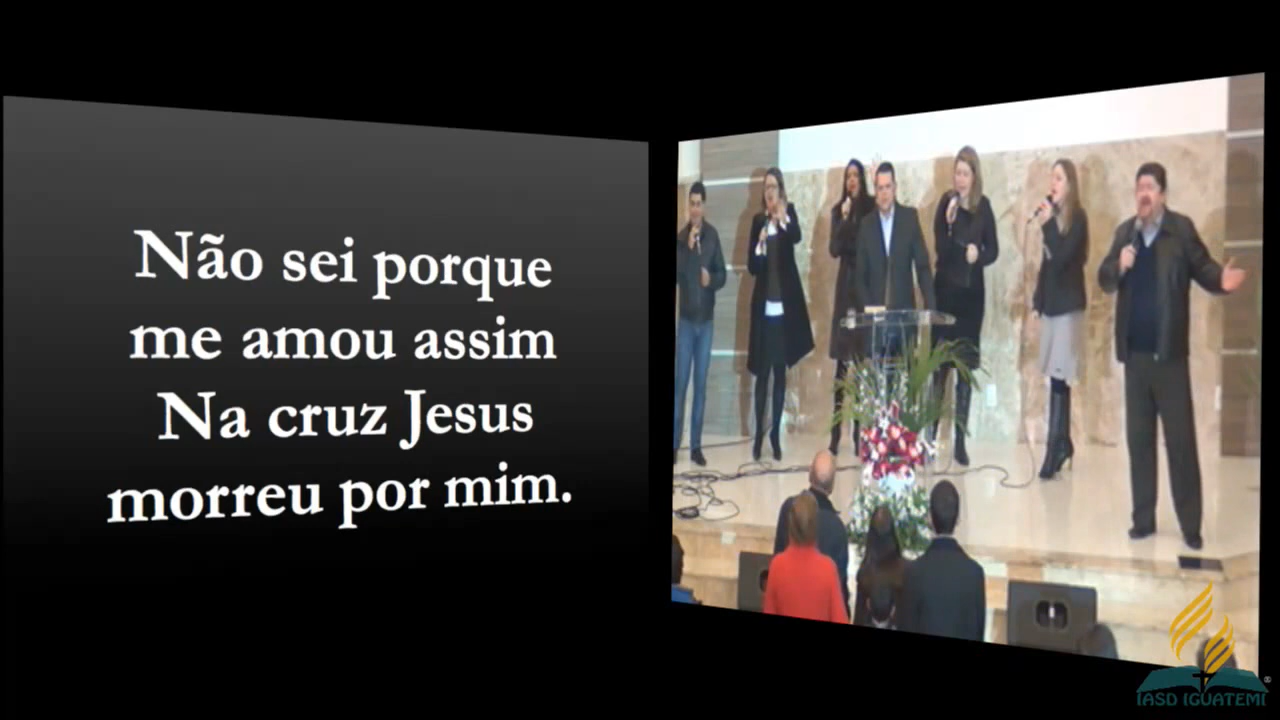 Não sei porque
me amou assim
Na cruz Jesus
morreu por mim.
IASD IGUATEMI